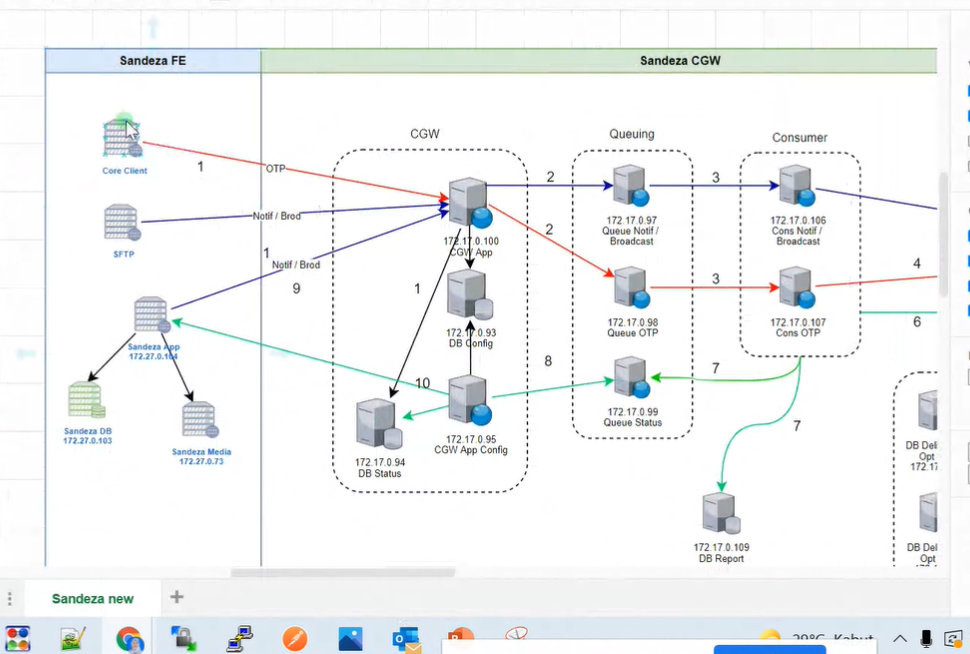 Sandeza FE
Sandeza CGW
CGW
Queuing
Consumer
Core Client
1
OTP
2
3
172.17.0.100
CGW App
172.17.0.97
Queue Notif /
Broadcast
172.17.0.106
Cons Notif /
Broadcast
SFTP
Notif / Brod
2
1
Notif / Brod
9
1
3
4
172.17.0.93
DB Config
172.17.0.98
Queue OTP
172.17.0.107
Cons OTP
6
Sandeza App
172.27.0.104
10
8
7
Sandeza DB
172.27.0.103
Sandeza Media
172.27.0.73
172.17.0.94
DB Status
172.17.0.95
CGW App Config
172.17.0.99
Queue Status
7
DB Del
Opt
172.17
172.17.0.109
DB Report
DB Del
Opt
Sandeza new
29°C Kabut